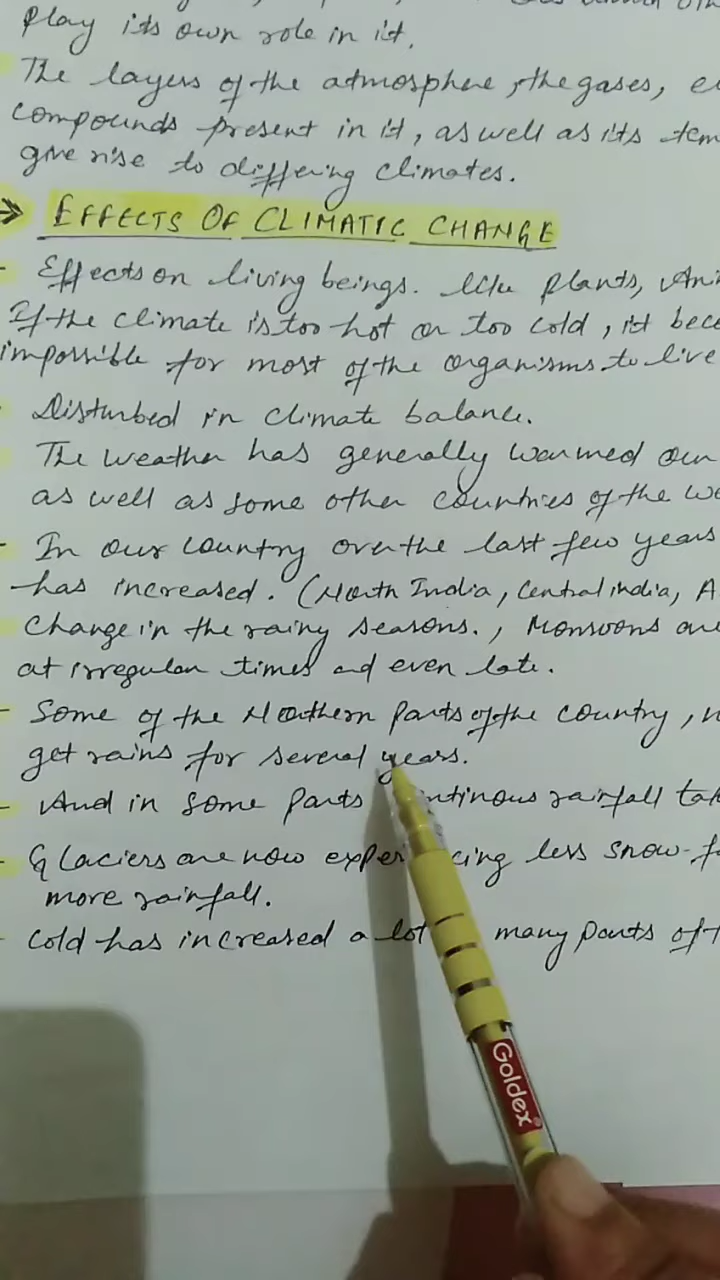 Play its own role in it.
The layers of the atmosphere, the gases,
compounds present in it, as well as its
give rise to differing climates.
→ EFFECTS OF CLIMATIC CHANGE
- Effects on living beings. Like Plants,
If the climate is too hot or too cold, it
impossible for most of the organisms to live
- Disturbed in climate balance.
The weather has generally warmed our
as well as some other countries of the
- In our country over the last few years
has increased. (North India, Central india, A
Change in the rainy seasons., Monsoons are
at irregular times and even late.
- Some of the Northern Parts of the country,
get rains for several years.
- And in some Parts rainfall
- Glaciers are now less snow-
more rainfall.
- Cold has increased a lot many parts of
Goldex